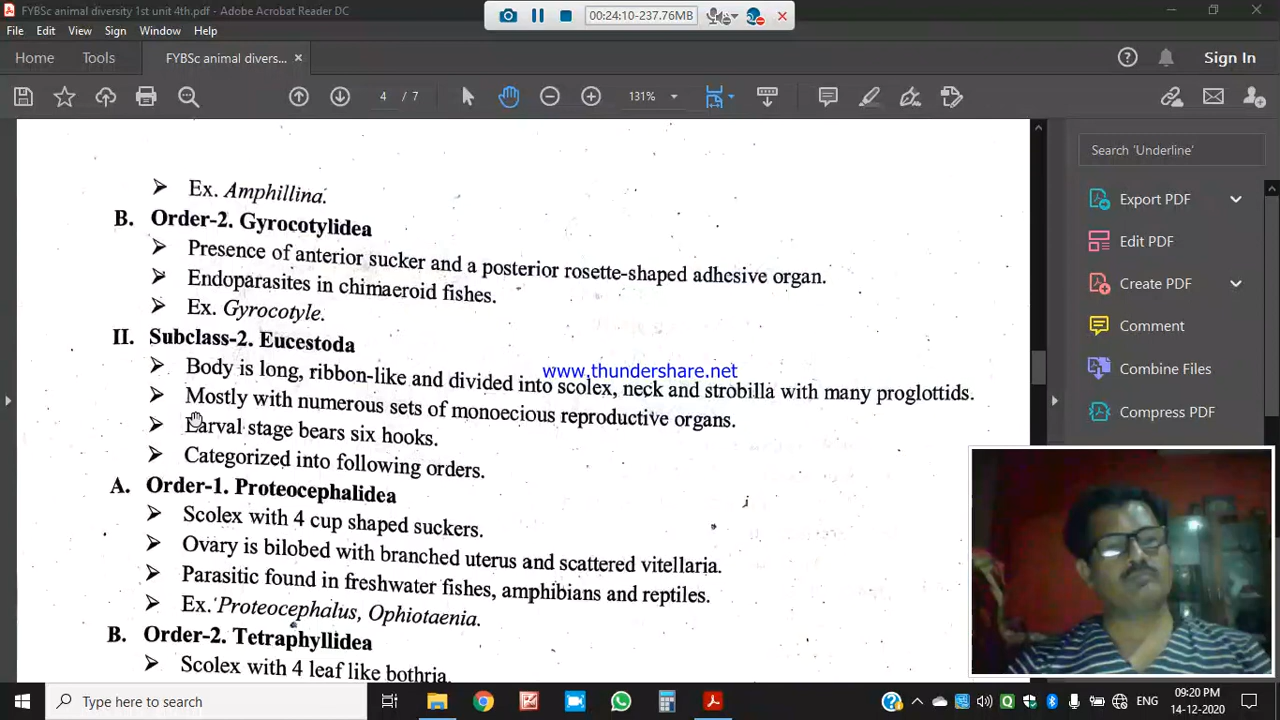 FYBSc animal diversity 1st unit 4th.pdf - Adobe Acrobat Reader DC
00:24:10-237.76MB
File Edit View Sign Window Help
Home Tools FYBSc animal divers... × Sign In
4 / 7 131%
Search 'Underline'
Export PDF
Edit PDF
Create PDF
Comment
Combine Files
Compress PDF
➢ Ex. Amphillina.
B. Order-2. Gyrocotylidea
➢ Presence of anterior sucker and a posterior rosette-shaped adhesive organ.
➢ Endoparasites in chimaeroid fishes.
➢ Ex. Gyrocotyle.
II. Subclass-2. Eucestoda
www.thundershare.net
➢ Body is long, ribbon-like and divided into scolex, neck and strobilla with many proglottids.
➢ Mostly with numerous sets of monoecious reproductive organs.
➢ Larval stage bears six hooks.
➢ Categorized into following orders.
A. Order-1. Proteocephalidea
➢ Scolex with 4 cup shaped suckers.
➢ Ovary is bilobed with branched uterus and scattered vitellaria.
➢ Parasitic found in freshwater fishes, amphibians and reptiles.
➢ Ex. Proteocephalus, Ophiotaenia.
B. Order-2. Tetraphyllidea
➢ Scolex with 4 leaf like bothria.
Type here to search
ENG
09:20 PM
14-12-2020